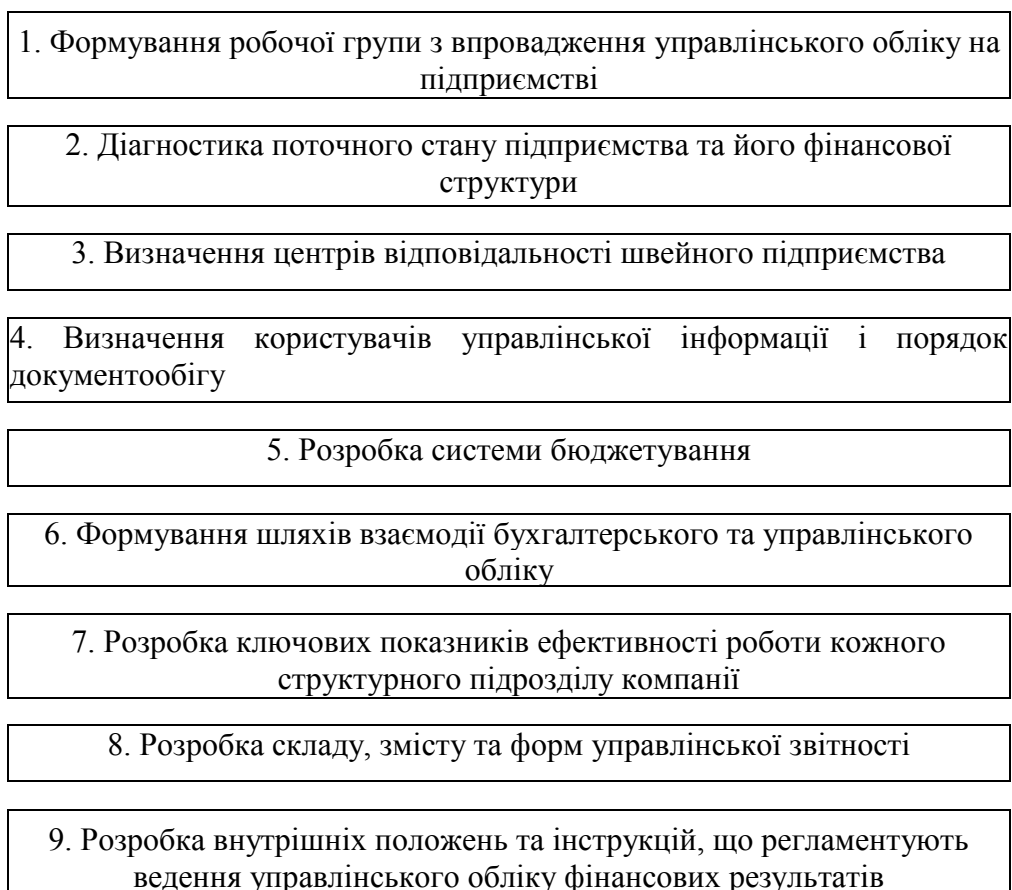 1. Формування робочої групи з впровадження управлінського обліку на
підприємстві
2. Діагностика поточного стану підприємства та його фінансової
структури
3. Визначення центрів відповідальності швейного підприємства
4. Визначення користувачів управлінської інформації і порядок
документообігу
5. Розробка системи бюджетування
6. Формування шляхів взаємодії бухгалтерського та управлінського
обліку
7. Розробка ключових показників ефективності роботи кожного
структурного підрозділу компанії
8. Розробка складу, змісту та форм управлінської звітності
9. Розробка внутрішніх положень та інструкцій, що регламентують
ведення управлінського обліку фінансових результатів